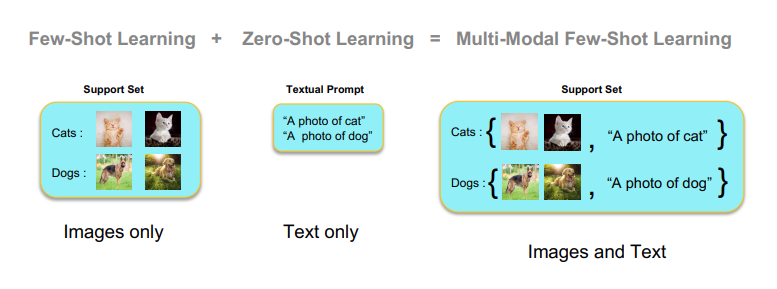 Few-Shot Learning + Zero-Shot Learning = Multi-Modal Few-Shot Learning
Support Set
Cats :
Dogs :
Images only
Textual Prompt
“A photo of cat”
“A photo of dog”
Text only
Support Set
Cats : { , “A photo of cat” }
Dogs : { , “A photo of dog” }
Images and Text